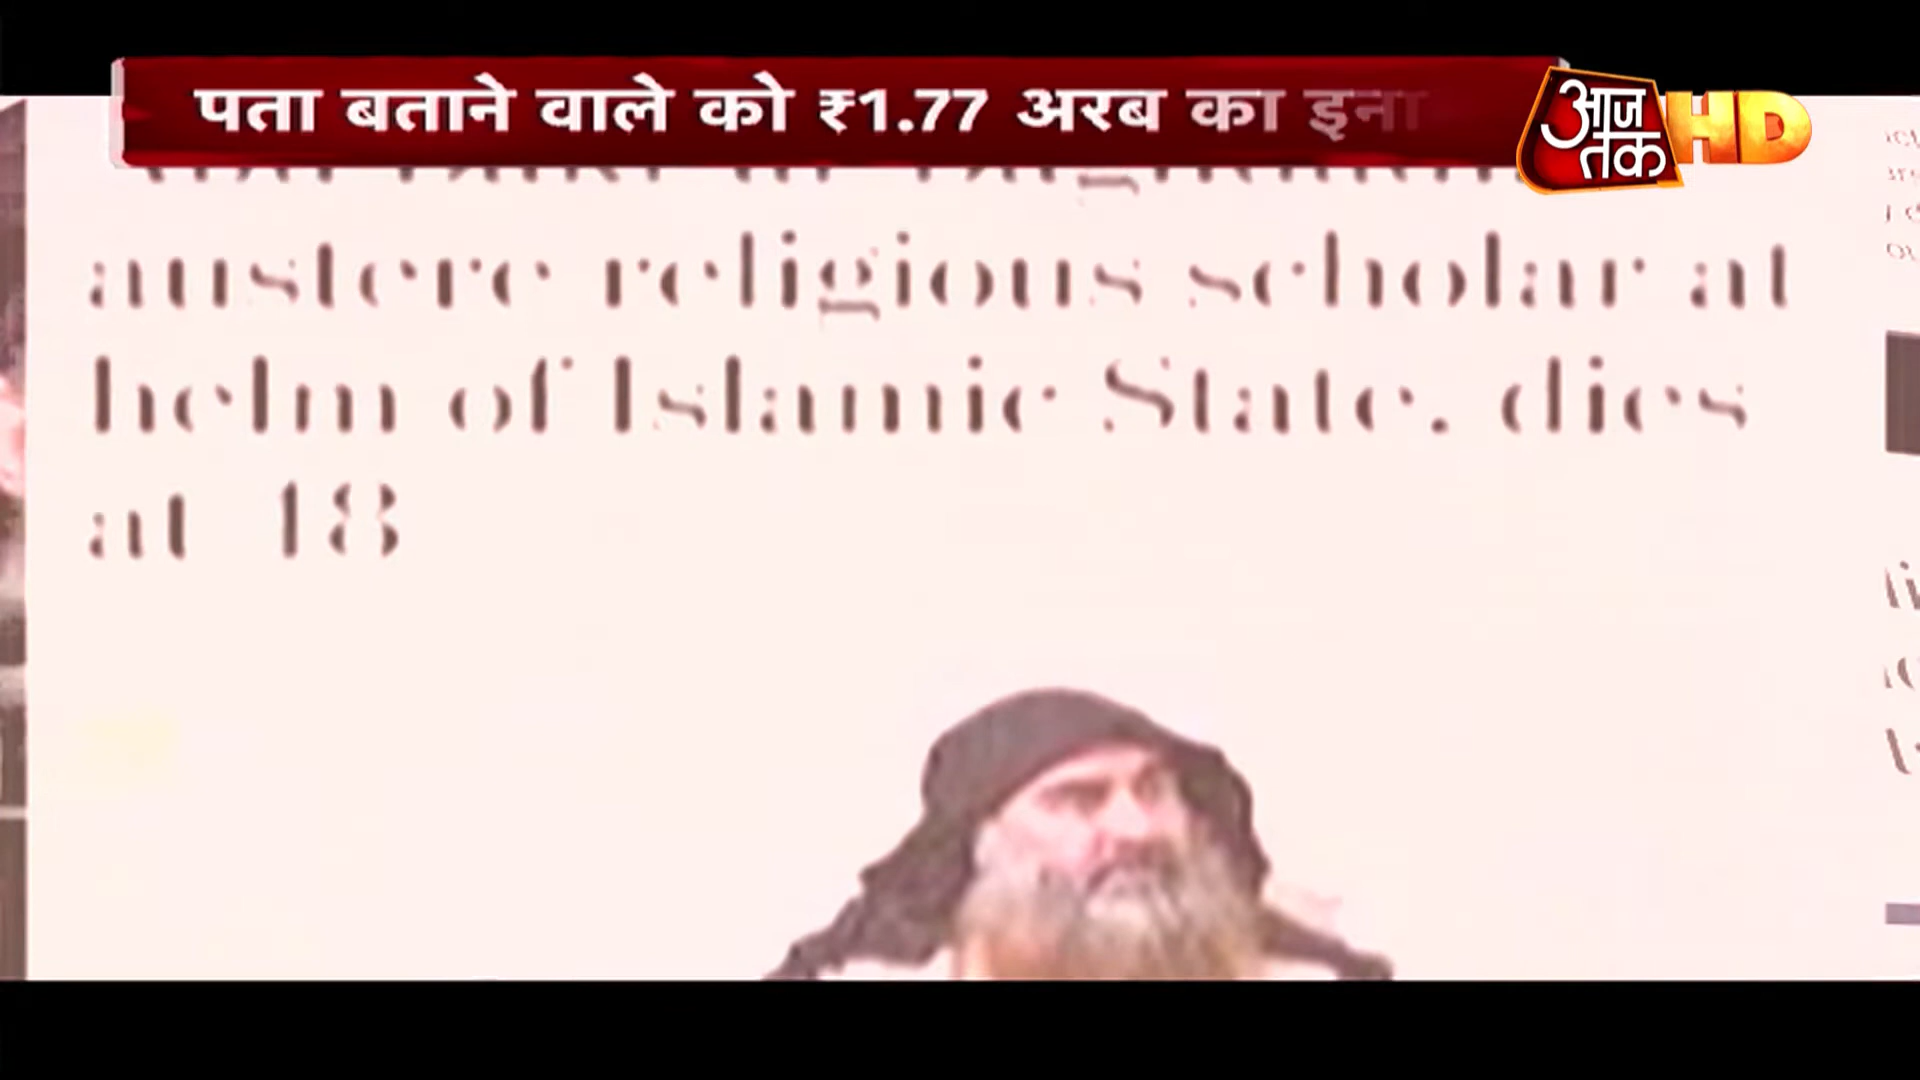 पता बताने वाले को ₹1.77 अरब का इना
आज तक HD
austere religious scholar at
helm of Islamic State, dies
at 48